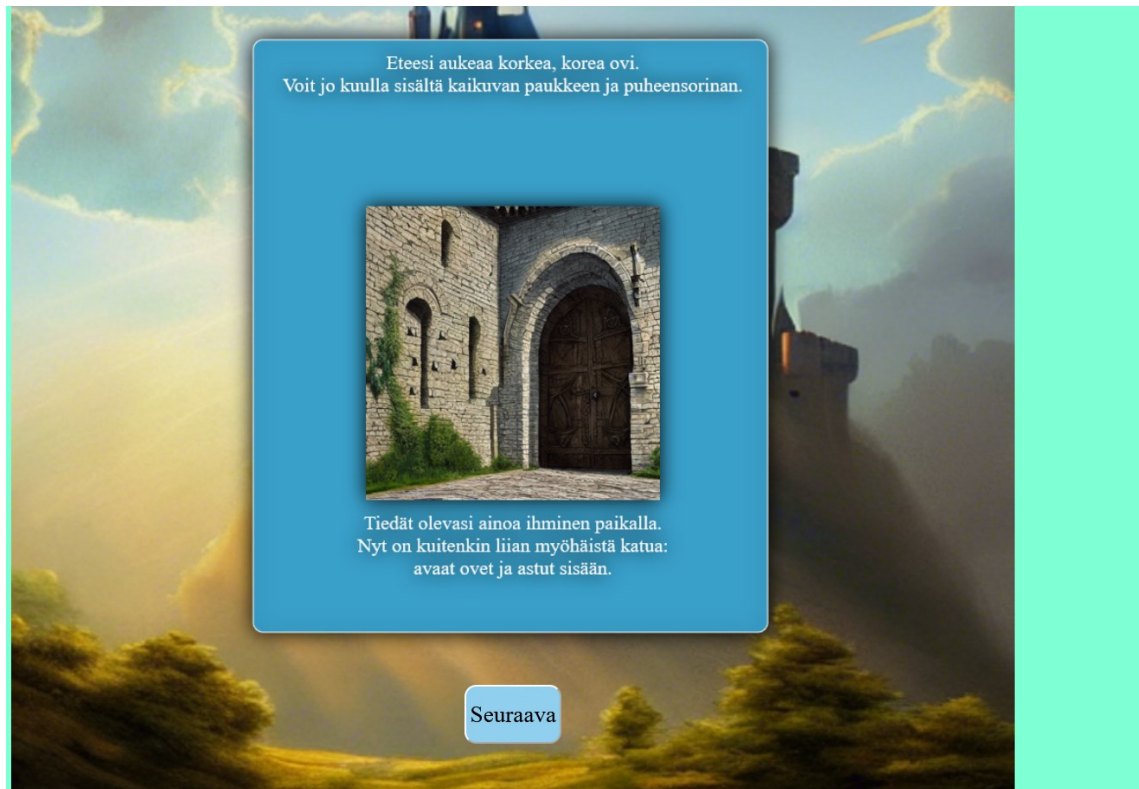 Eteesi aukeaa korkea, korea ovi.
Voit jo kuulla sisältä kaikuvan paukkeen ja puheensorinan.
Tiedät olevasi ainoa ihminen paikalla.
Nyt on kuitenkin liian myöhäistä katua:
avaat ovet ja astut sisään.
Seuraava